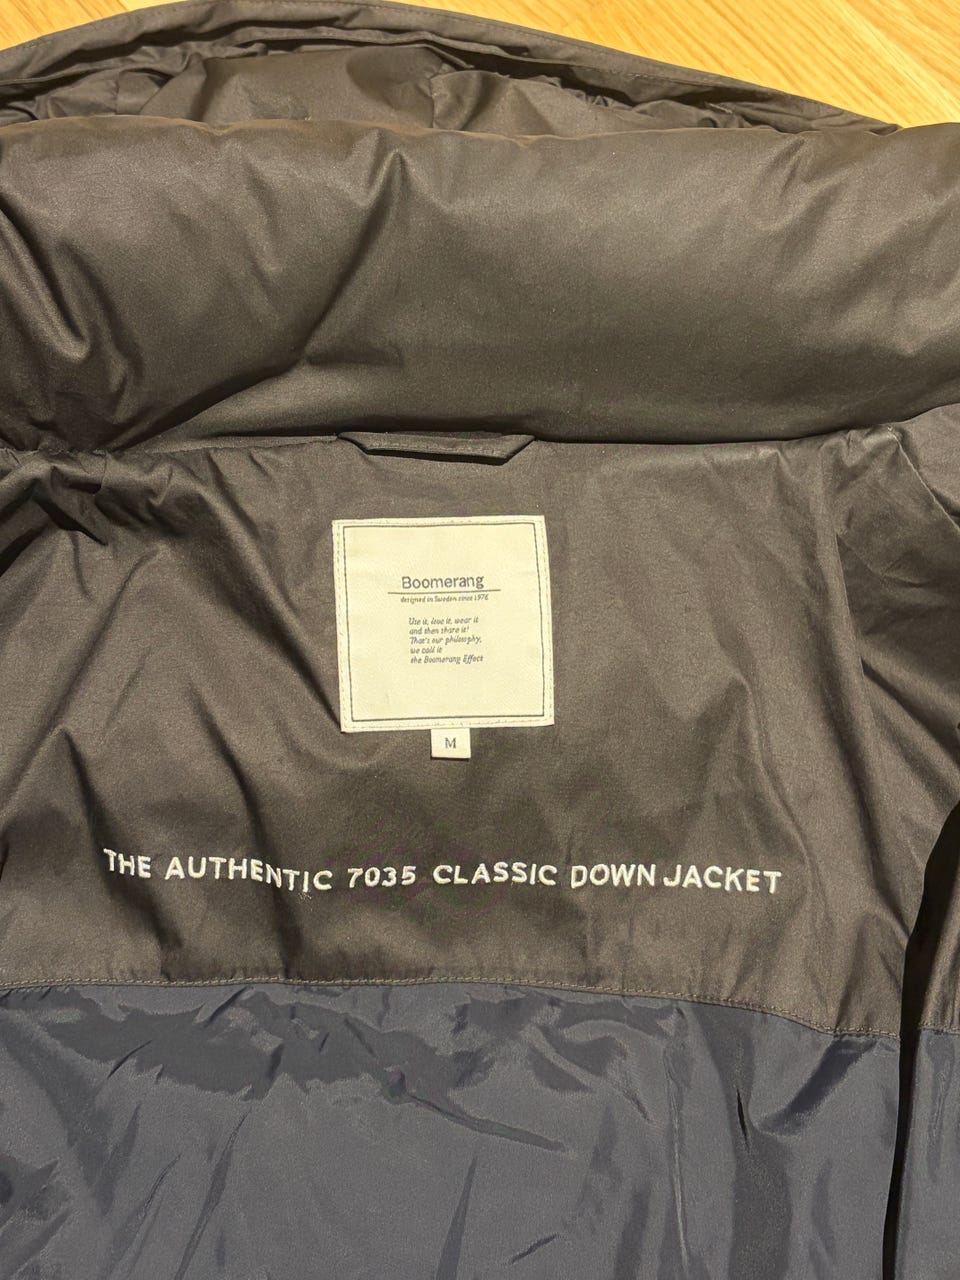 Boomerang
designed in Sweden since 1976
Use it, love it, wear it
and then share it!
That's our philosophy,
we call it
the Boomerang Effect
M
THE AUTHENTIC 7035 CLASSIC DOWN JACKET